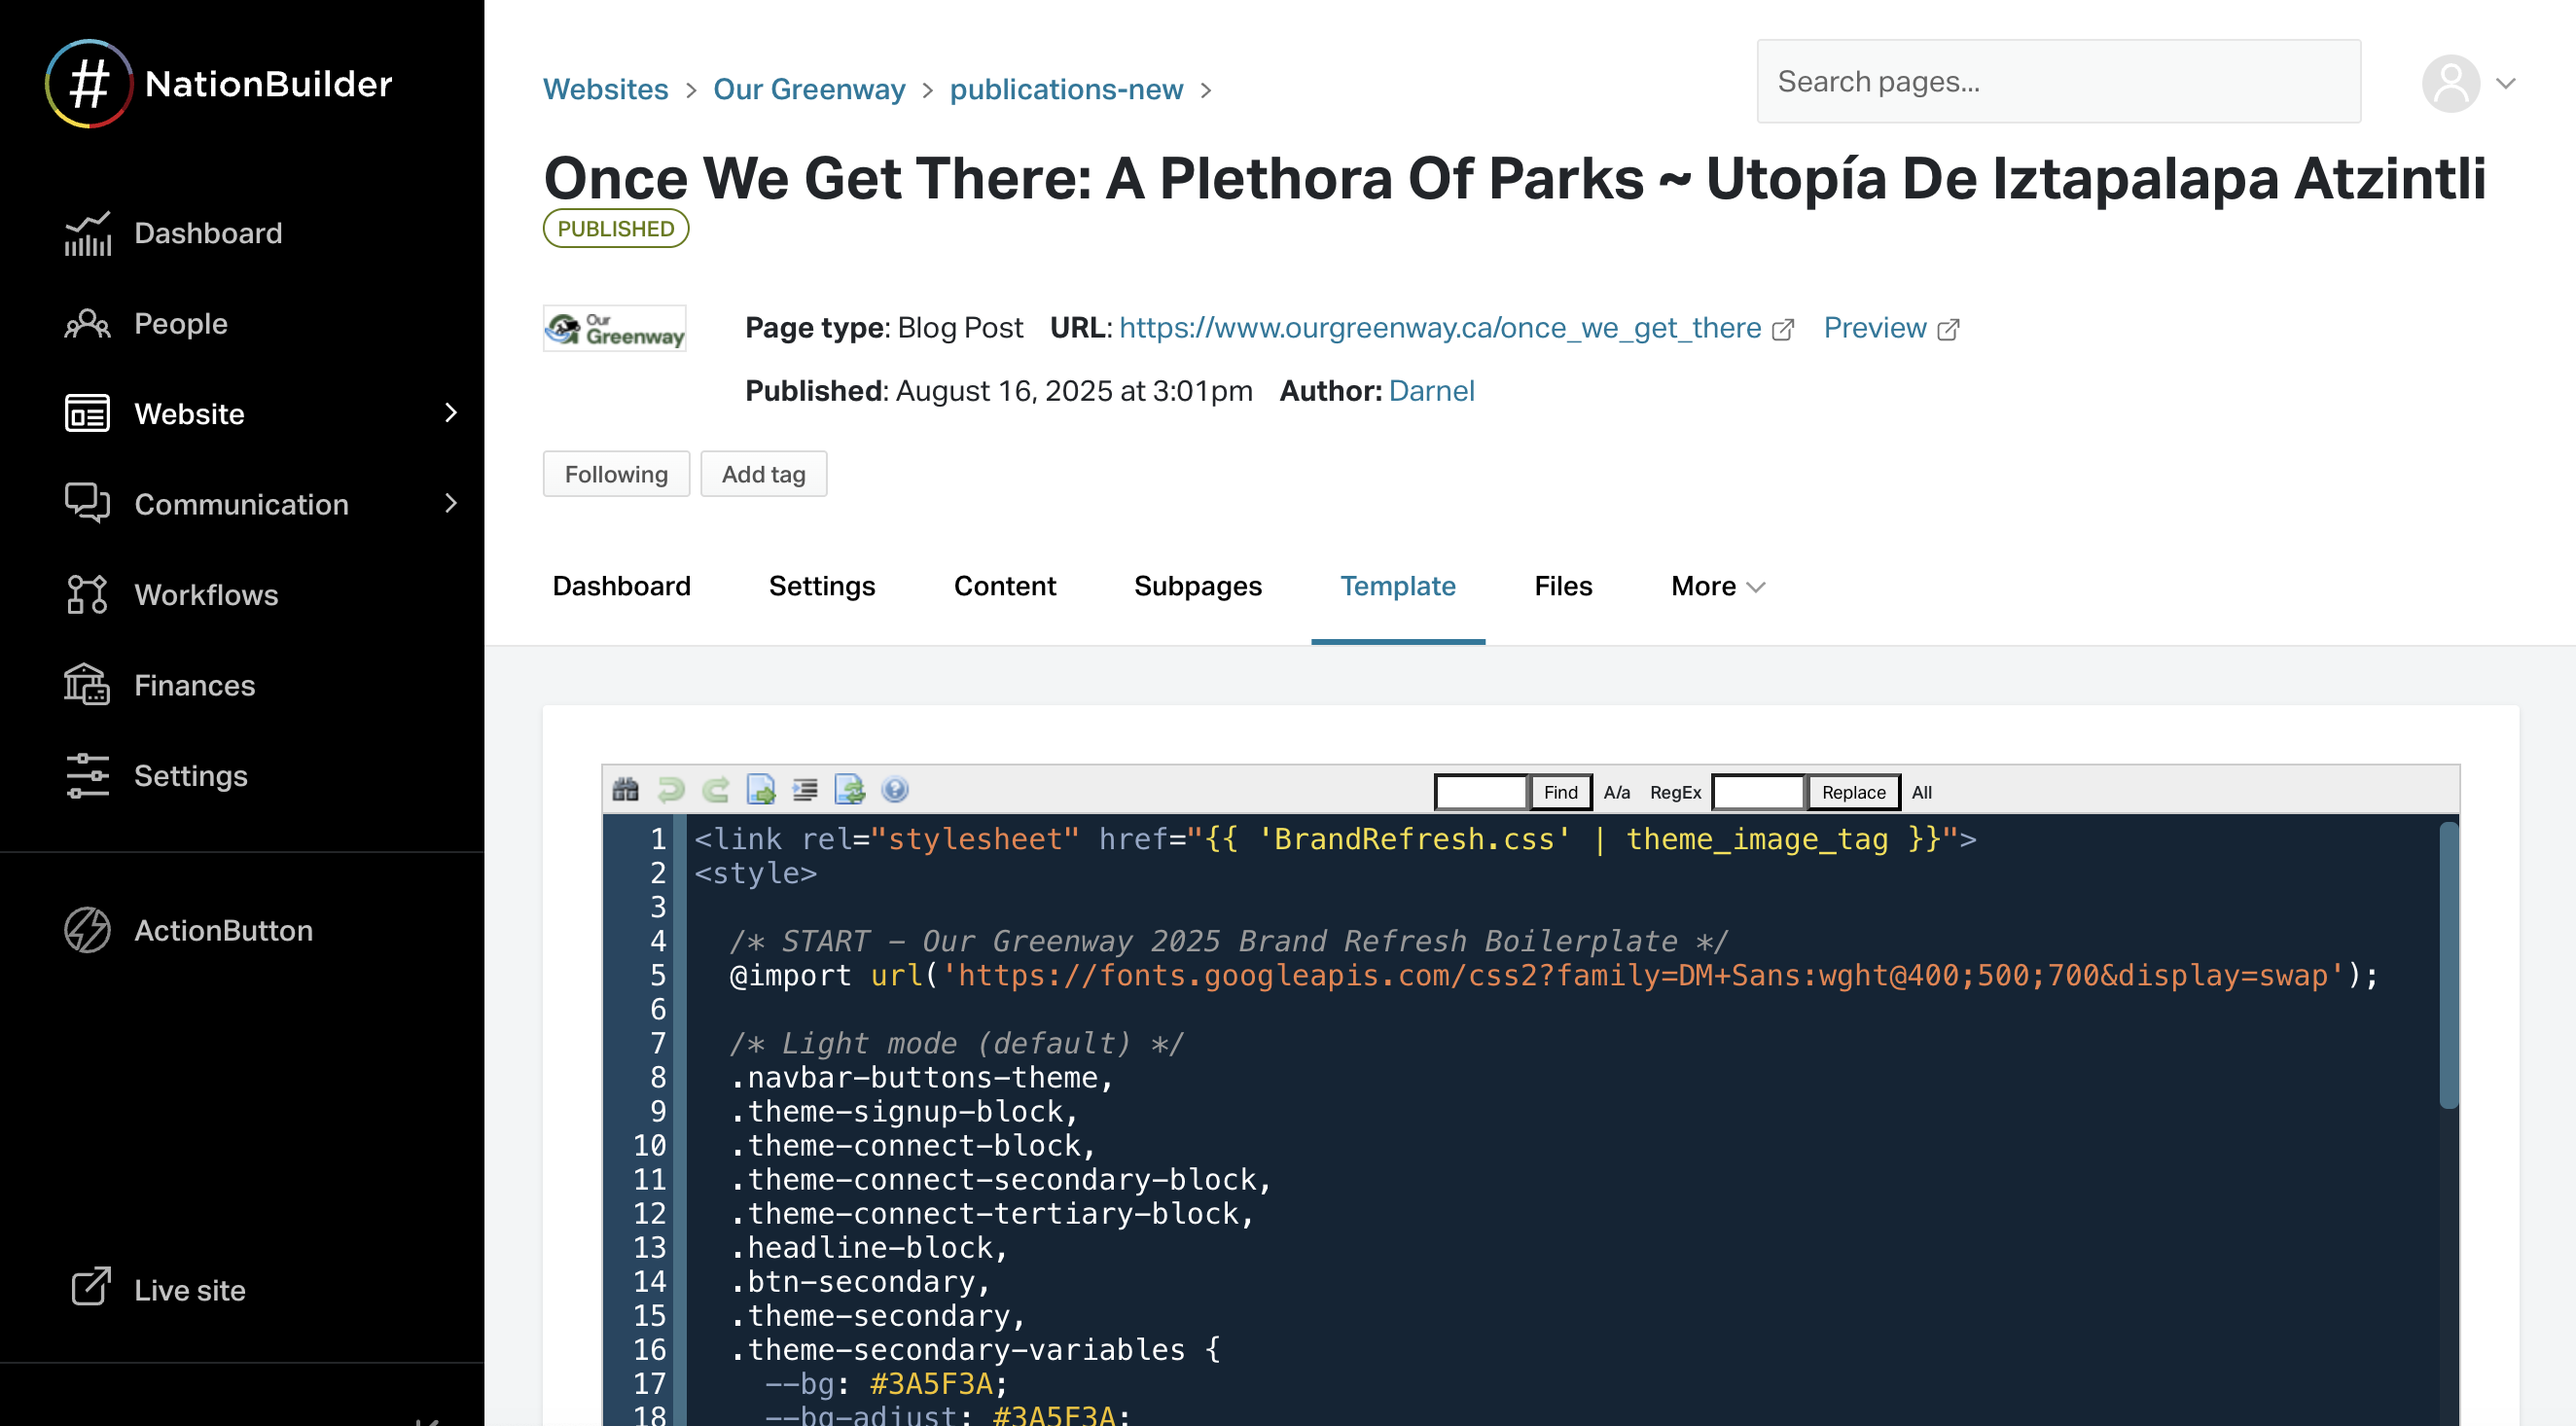 NationBuilder
Dashboard
People
Website
Communication
Workflows
Finances
Settings
ActionButton
Live site
Websites > Our Greenway > publications-new >
Search pages...
Once We Get There: A Plethora Of Parks ~ Utopía De Iztapalapa Atzintli
PUBLISHED
Our
Greenway
Page type: Blog Post URL: https://www.ourgreenway.ca/once_we_get_there Preview
Published: August 16, 2025 at 3:01pm Author: Darnel
Following Add tag
Dashboard Settings Content Subpages Template Files More
Find A/a RegEx Replace All
1 <link rel="stylesheet" href="{{ 'BrandRefresh.css' | theme_image_tag }}">
2 <style>
3
4 /* START – Our Greenway 2025 Brand Refresh Boilerplate */
5 @import url('https://fonts.googleapis.com/css2?family=DM+Sans:wght@400;500;700&display=swap');
6
7 /* Light mode (default) */
8 .navbar-buttons-theme,
9 .theme-signup-block,
10 .theme-connect-block,
11 .theme-connect-secondary-block,
12 .theme-connect-tertiary-block,
13 .headline-block,
14 .btn-secondary,
15 .theme-secondary,
16 .theme-secondary-variables {
17 --bg: #3A5F3A;
18 --bg-adjust: #3A5F3A;